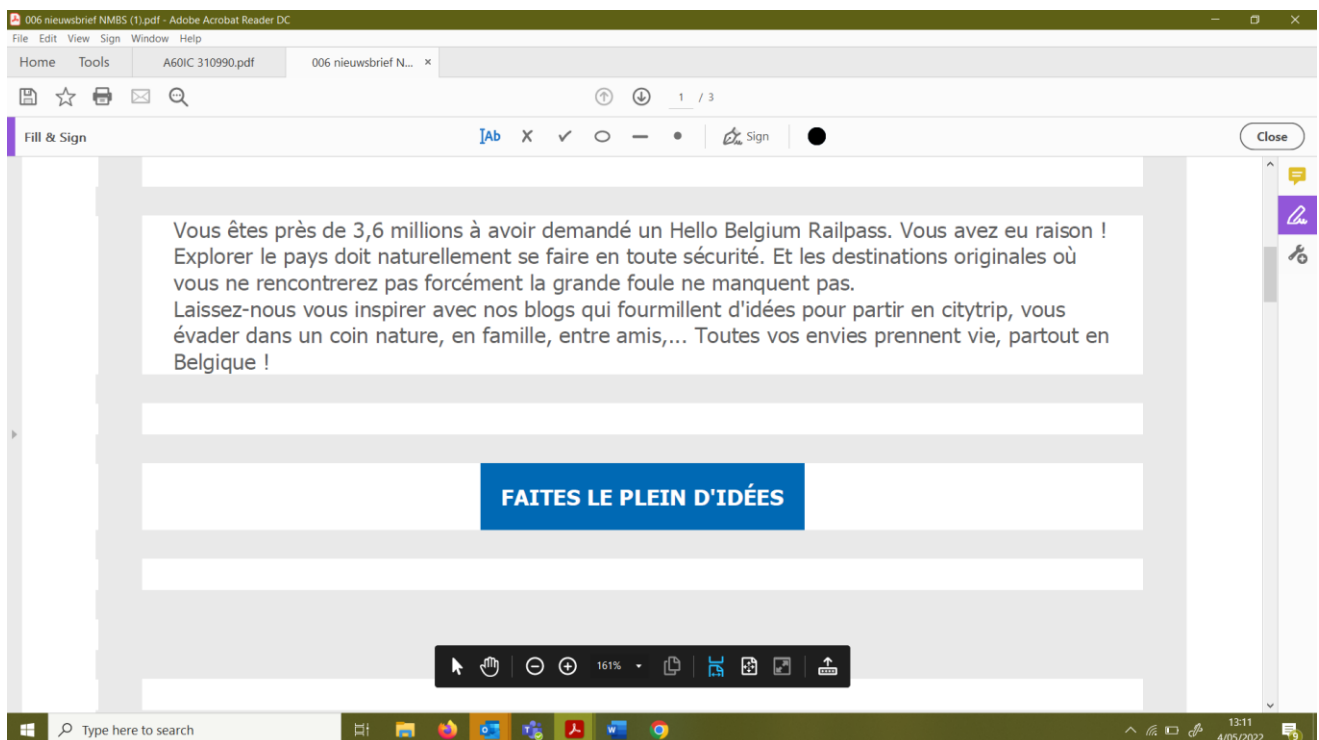 006 nieuwsbrief NMBS (1).pdf - Adobe Acrobat Reader DC
File Edit View Sign Window Help
Home Tools A60IC 310990.pdf 006 nieuwsbrief N... ×
1 / 3
Fill & Sign Ab Sign Close
Vous êtes près de 3,6 millions à avoir demandé un Hello Belgium Railpass. Vous avez eu raison !
Explorer le pays doit naturellement se faire en toute sécurité. Et les destinations originales où
vous ne rencontrerez pas forcément la grande foule ne manquent pas.
Laissez-nous vous inspirer avec nos blogs qui fourmillent d'idées pour partir en citytrip, vous
évader dans un coin nature, en famille, entre amis,... Toutes vos envies prennent vie, partout en
Belgique !
FAITES LE PLEIN D'IDÉES
161%
Type here to search
13:11
4/05/2022